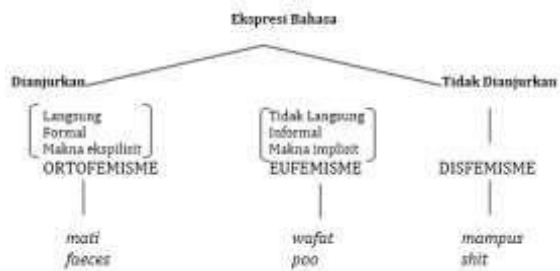 Ekspresi Bahasa
Dianjurkan
Tidak Dianjurkan
Langsung
Formal
Makna ekspilisit
ORTOFEMISME
Tidak Langsung
Informal
Makna implisit
EUFEMISME
DISFEMISME
mati
faeces
wafat
poo
mampus
shit